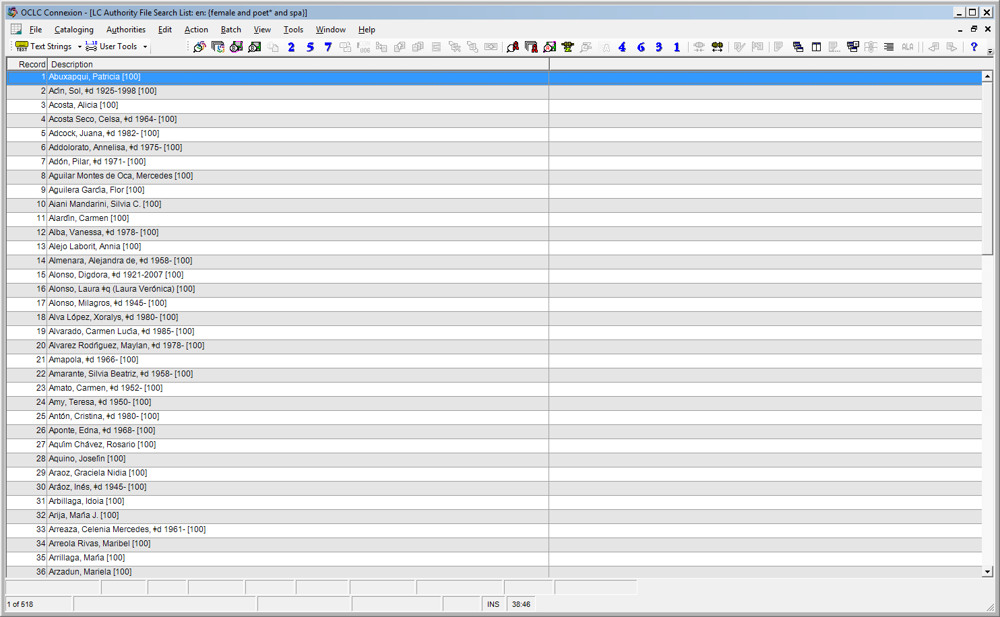 OCLC Connexion - [LC Authority File Search List: en: {female and poet* and spa}]
File Cataloging Authorities Edit Action Batch View Tools Window Help
TEXT Text Strings 1...10 User Tools 2 5 7 006 4 6 3 1 ALA ?
Record Description
1 Abuxapqui, Patricia [100]
2 Acín, Sol, ǂd 1925-1998 [100]
3 Acosta, Alicia [100]
4 Acosta Seco, Celsa, ǂd 1964- [100]
5 Adcock, Juana, ǂd 1982- [100]
6 Addolorato, Annelisa, ǂd 1975- [100]
7 Adón, Pilar, ǂd 1971- [100]
8 Aguilar Montes de Oca, Mercedes [100]
9 Aguilera García, Flor [100]
10 Aiani Mandarini, Silvia C. [100]
11 Alardín, Carmen [100]
12 Alba, Vanessa, ǂd 1978- [100]
13 Alejo Laborit, Annia [100]
14 Almenara, Alejandra de, ǂd 1958- [100]
15 Alonso, Digdora, ǂd 1921-2007 [100]
16 Alonso, Laura ǂq (Laura Verónica) [100]
17 Alonso, Milagros, ǂd 1945- [100]
18 Alva López, Xoralys, ǂd 1980- [100]
19 Alvarado, Carmen Lucía, ǂd 1985- [100]
20 Alvarez Rodríguez, Maylan, ǂd 1978- [100]
21 Amapola, ǂd 1966- [100]
22 Amarante, Silvia Beatriz, ǂd 1958- [100]
23 Amato, Carmen, ǂd 1952- [100]
24 Amy, Teresa, ǂd 1950- [100]
25 Antón, Cristina, ǂd 1980- [100]
26 Aponte, Edna, ǂd 1968- [100]
27 Aquím Chávez, Rosario [100]
28 Aquino, Josefín [100]
29 Araoz, Graciela Nidia [100]
30 Aráoz, Inés, ǂd 1945- [100]
31 Arbillaga, Idoia [100]
32 Arija, María J. [100]
33 Arreaza, Celenia Mercedes, ǂd 1961- [100]
34 Arreola Rivas, Maribel [100]
35 Arrillaga, María [100]
36 Arzadun, Mariela [100]
1 of 518 INS 38:46